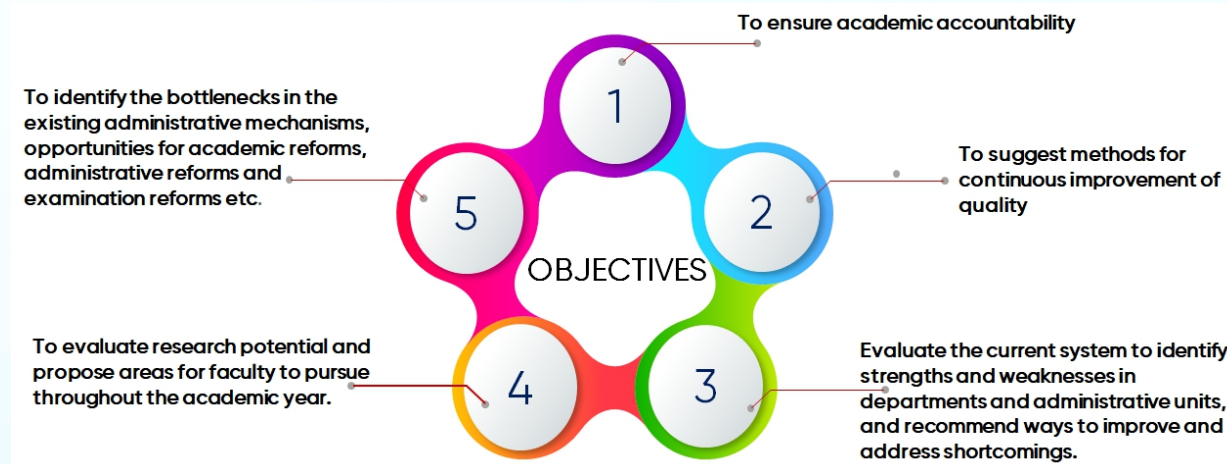 To ensure academic accountability
1
To suggest methods for
continuous improvement of
quality
2
Evaluate the current system to identify
strengths and weaknesses in
departments and administrative units,
and recommend ways to improve and
address shortcomings.
3
To evaluate research potential and
propose areas for faculty to pursue
throughout the academic year.
4
To identify the bottlenecks in the
existing administrative mechanisms,
opportunities for academic reforms,
administrative reforms and
examination reforms etc.
5
OBJECTIVES